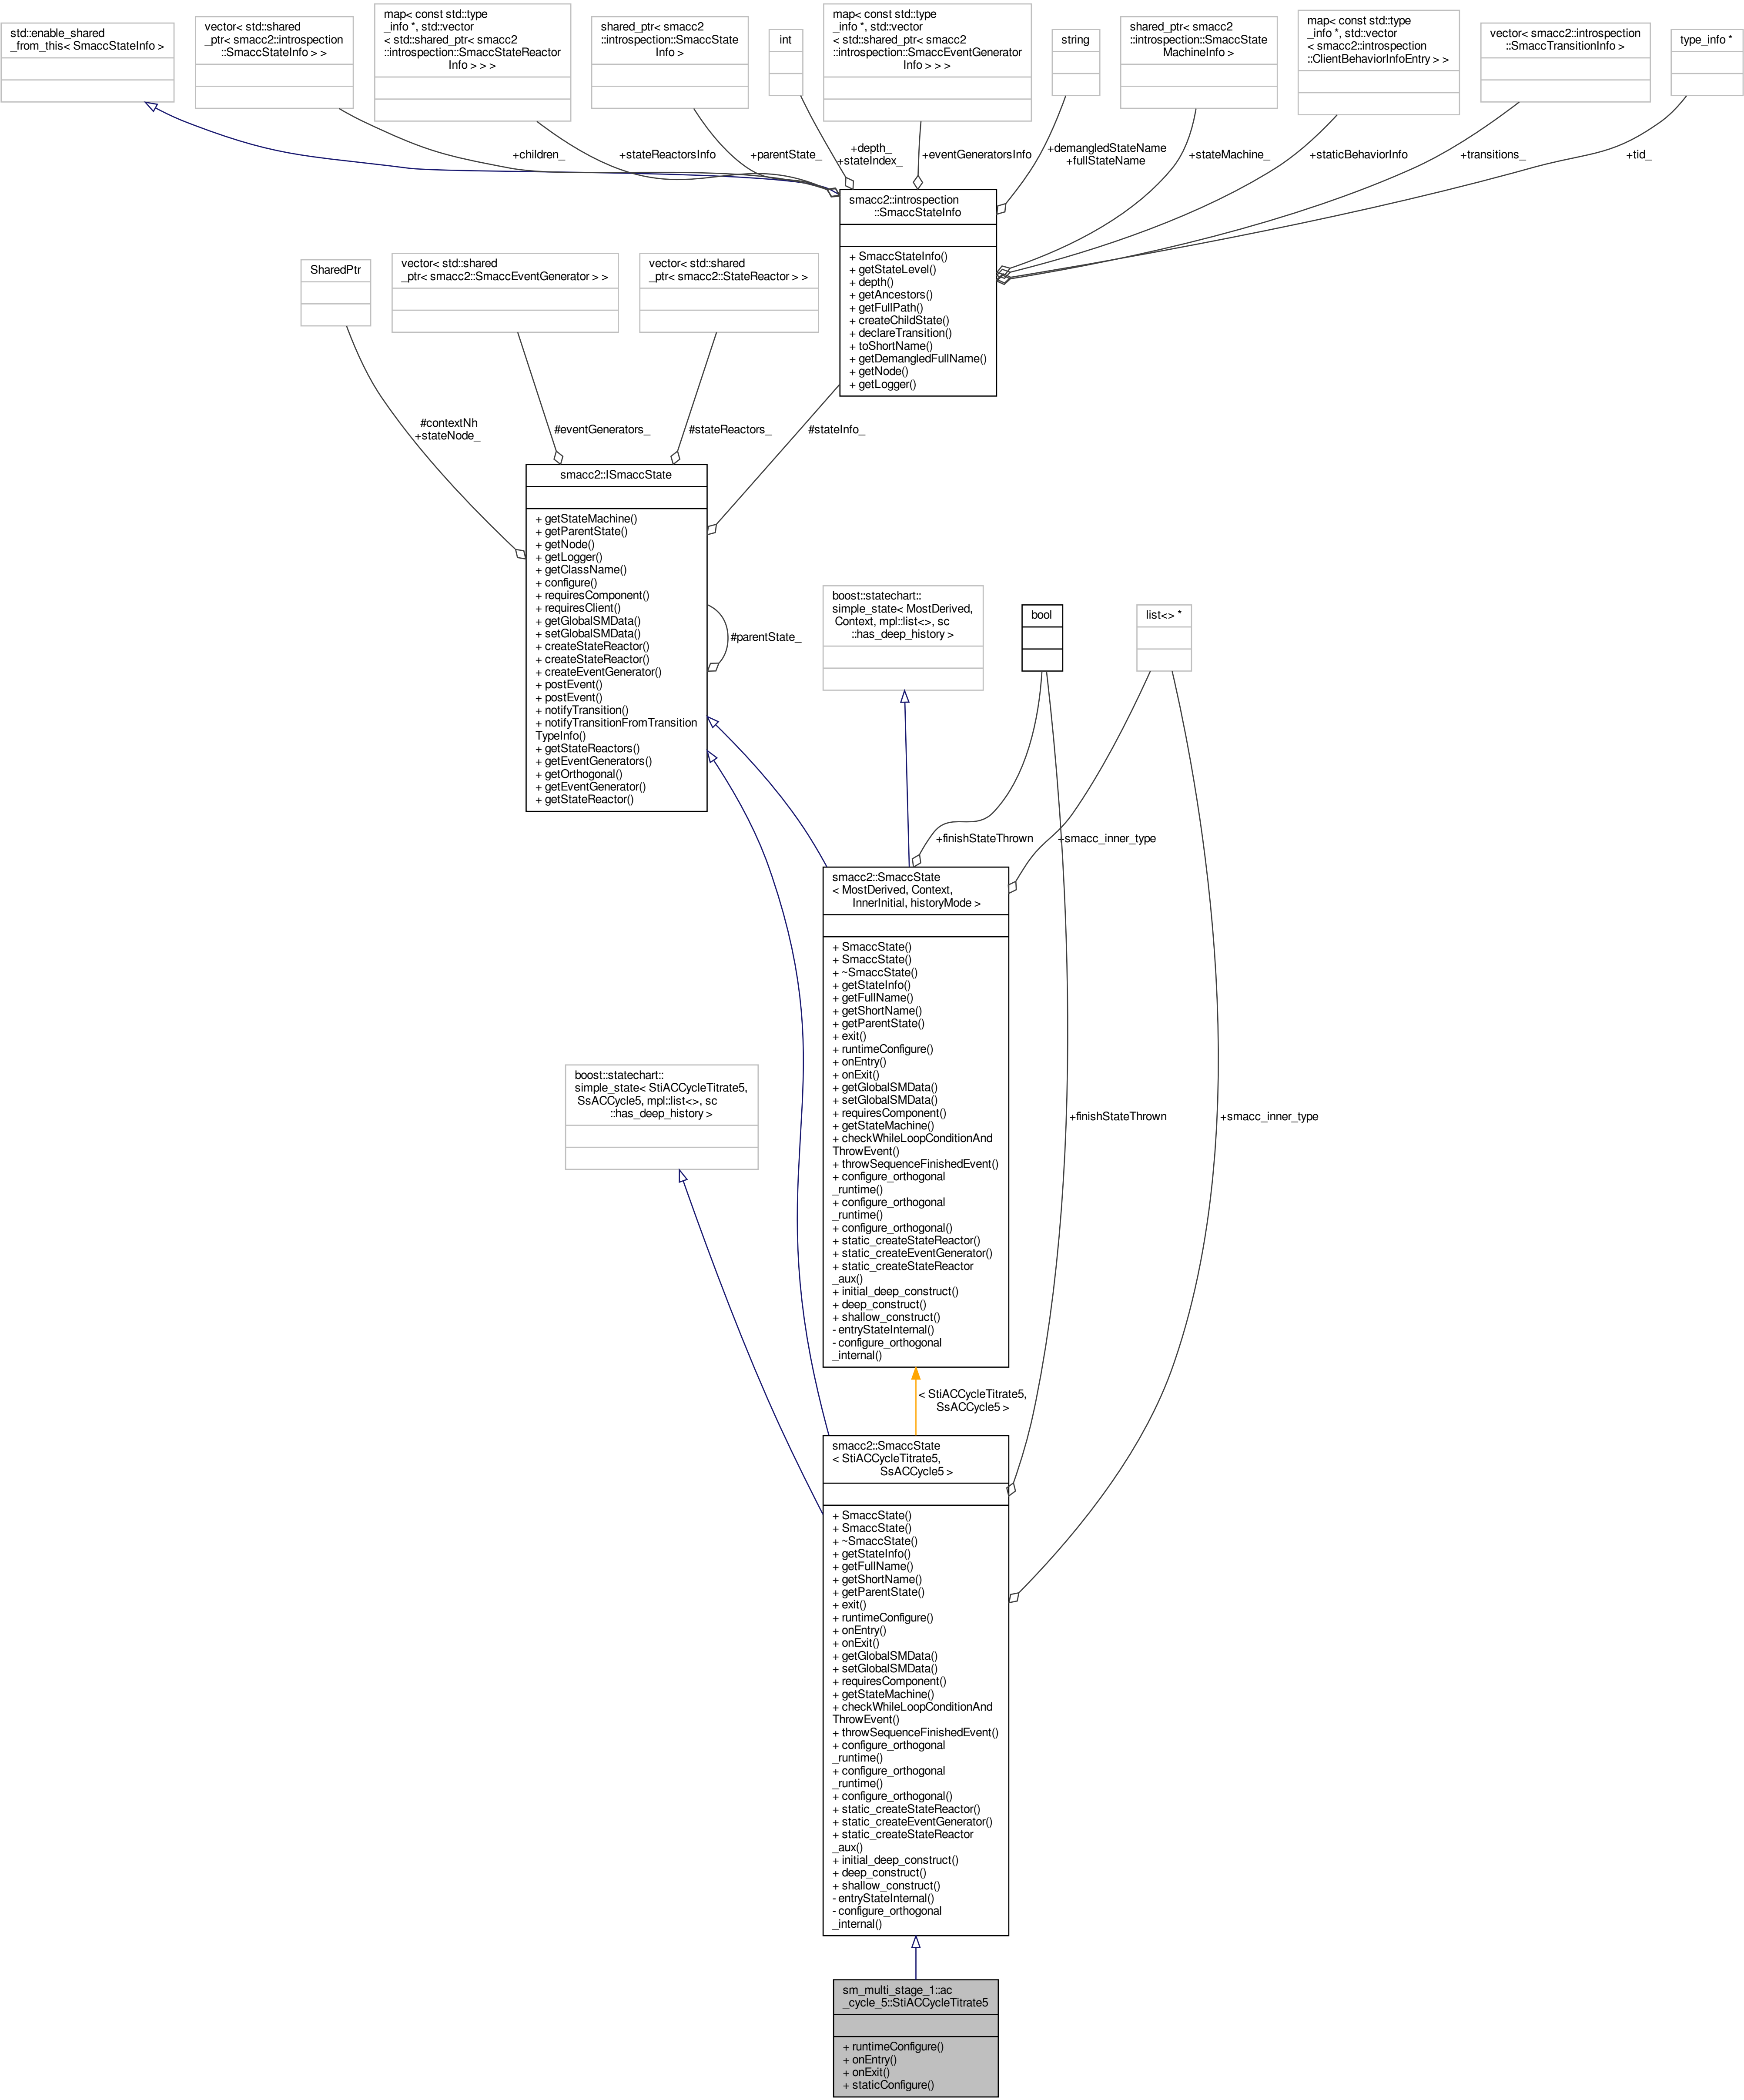 std::enable_shared
_from_this< SmaccStateInfo >
vector< std::shared
_ptr< smacc2::introspection
::SmaccStateInfo > >
map< const std::type
_info *, std::vector
< std::shared_ptr< smacc2
::introspection::SmaccStateReactor
Info > > >
shared_ptr< smacc2
::introspection::SmaccState
Info >
int
map< const std::type
_info *, std::vector
< std::shared_ptr< smacc2
::introspection::SmaccEventGenerator
Info > > >
string
shared_ptr< smacc2
::introspection::SmaccState
MachineInfo >
map< const std::type
_info *, std::vector
< smacc2::introspection
::ClientBehaviorInfoEntry > >
vector< smacc2::introspection
::SmaccTransitionInfo >
type_info *
+children_
+stateReactorsInfo
+parentState_
+depth_
+stateIndex_
+eventGeneratorsInfo
+demangledStateName
+fullStateName
+stateMachine_
+staticBehaviorInfo
+transitions_
+tid_
smacc2::introspection
::SmaccStateInfo
+ SmaccStateInfo()
+ getStateLevel()
+ depth()
+ getAncestors()
+ getFullPath()
+ createChildState()
+ declareTransition()
+ toShortName()
+ getDemangledFullName()
+ getNode()
+ getLogger()
SharedPtr
vector< std::shared
_ptr< smacc2::SmaccEventGenerator > >
vector< std::shared
_ptr< smacc2::StateReactor > >
#contextNh
+stateNode_
#eventGenerators_
#stateReactors_
#stateInfo_
smacc2::ISmaccState
+ getStateMachine()
+ getParentState()
+ getNode()
+ getLogger()
+ getClassName()
+ configure()
+ requiresComponent()
+ requiresClient()
+ getGlobalSMData()
+ setGlobalSMData()
+ createStateReactor()
+ createStateReactor()
+ createEventGenerator()
+ postEvent()
+ postEvent()
+ notifyTransition()
+ notifyTransitionFromTransition
TypeInfo()
+ getStateReactors()
+ getEventGenerators()
+ getOrthogonal()
+ getEventGenerator()
+ getStateReactor()
#parentState_
boost::statechart::
simple_state< MostDerived,
Context, mpl::list<>, sc
::has_deep_history >
bool
list<> *
+finishStateThrown
+smacc_inner_type
smacc2::SmaccState
< MostDerived, Context,
InnerInitial, historyMode >
+ SmaccState()
+ SmaccState()
+ ~SmaccState()
+ getStateInfo()
+ getFullName()
+ getShortName()
+ getParentState()
+ exit()
+ runtimeConfigure()
+ onEntry()
+ onExit()
+ getGlobalSMData()
+ setGlobalSMData()
+ requiresComponent()
+ getStateMachine()
+ checkWhileLoopConditionAnd
ThrowEvent()
+ throwSequenceFinishedEvent()
+ configure_orthogonal
_runtime()
+ configure_orthogonal
_runtime()
+ configure_orthogonal()
+ static_createStateReactor()
+ static_createEventGenerator()
+ static_createStateReactor
_aux()
+ initial_deep_construct()
+ deep_construct()
+ shallow_construct()
- entryStateInternal()
- configure_orthogonal
_internal()
boost::statechart::
simple_state< StiACCycleTitrate5,
SsACCycle5, mpl::list<>, sc
::has_deep_history >
+finishStateThrown
+smacc_inner_type
< StiACCycleTitrate5,
SsACCycle5 >
smacc2::SmaccState
< StiACCycleTitrate5,
SsACCycle5 >
+ SmaccState()
+ SmaccState()
+ ~SmaccState()
+ getStateInfo()
+ getFullName()
+ getShortName()
+ getParentState()
+ exit()
+ runtimeConfigure()
+ onEntry()
+ onExit()
+ getGlobalSMData()
+ setGlobalSMData()
+ requiresComponent()
+ getStateMachine()
+ checkWhileLoopConditionAnd
ThrowEvent()
+ throwSequenceFinishedEvent()
+ configure_orthogonal
_runtime()
+ configure_orthogonal
_runtime()
+ configure_orthogonal()
+ static_createStateReactor()
+ static_createEventGenerator()
+ static_createStateReactor
_aux()
+ initial_deep_construct()
+ deep_construct()
+ shallow_construct()
- entryStateInternal()
- configure_orthogonal
_internal()
sm_multi_stage_1::ac
_cycle_5::StiACCycleTitrate5
+ runtimeConfigure()
+ onEntry()
+ onExit()
+ staticConfigure()